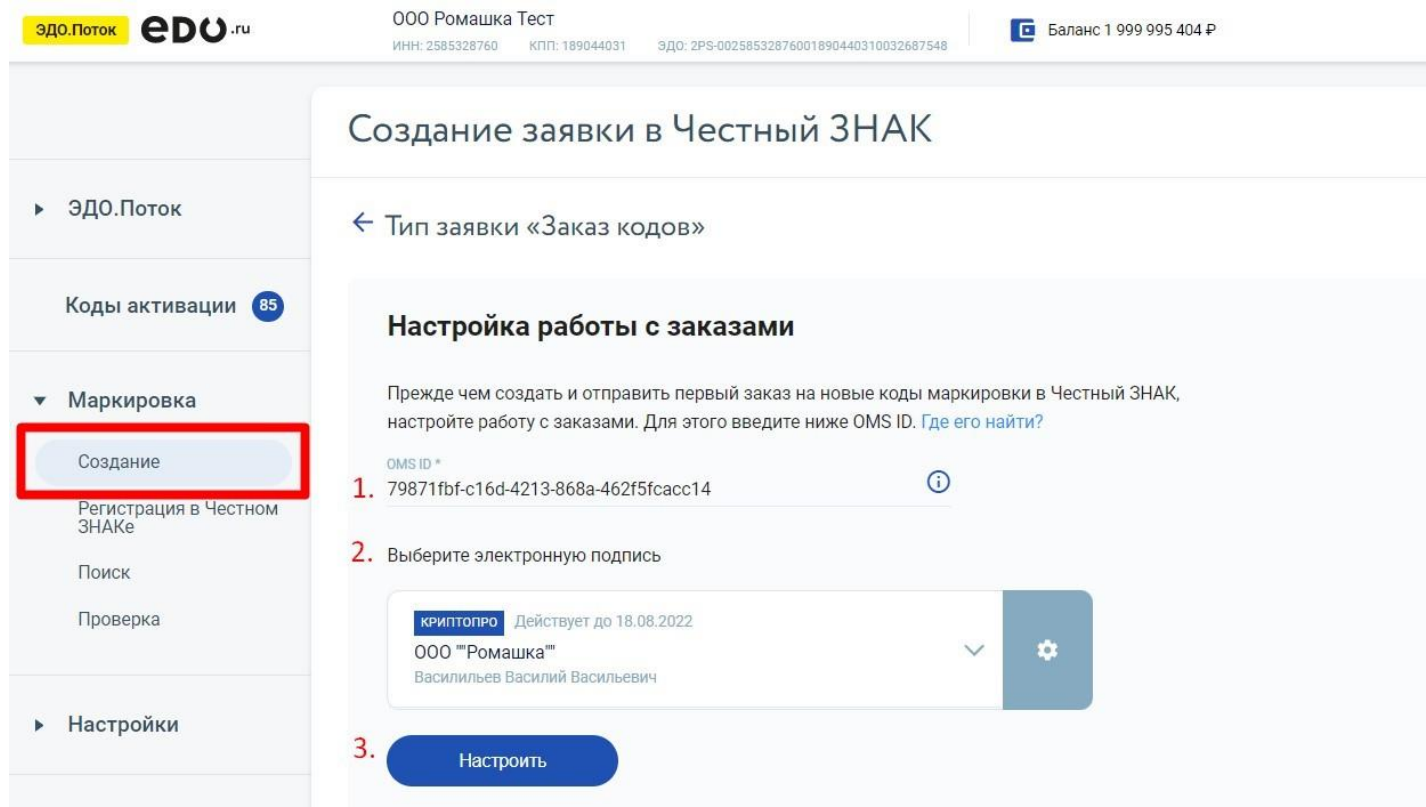 ЭДО.Поток edo.ru
ООО Ромашка Тест
ИНН: 2585328760 КПП: 189044031 ЭДО: 2PS-002585328760018904403100326875​48
Баланс 1 999 995 404 ₽
Создание заявки в Честный ЗНАК
ЭДО.Поток
Коды активации 85
Маркировка
Создание
Регистрация в Честном
ЗНАКе
Поиск
Проверка
Настройки
Тип заявки «Заказ кодов»
Настройка работы с заказами
Прежде чем создать и отправить первый заказ на новые коды маркировки в Честный ЗНАК,
настройте работу с заказами. Для этого введите ниже OMS ID. Где его найти?
OMS ID *
1. 79871fbf-c16d-4213-868a-462f5fcacc14
2. Выберите электронную подпись
КРИПТОПРО Действует до 18.08.2022
ООО ""Ромашка""
Василильев Василий Васильевич
3. Настроить